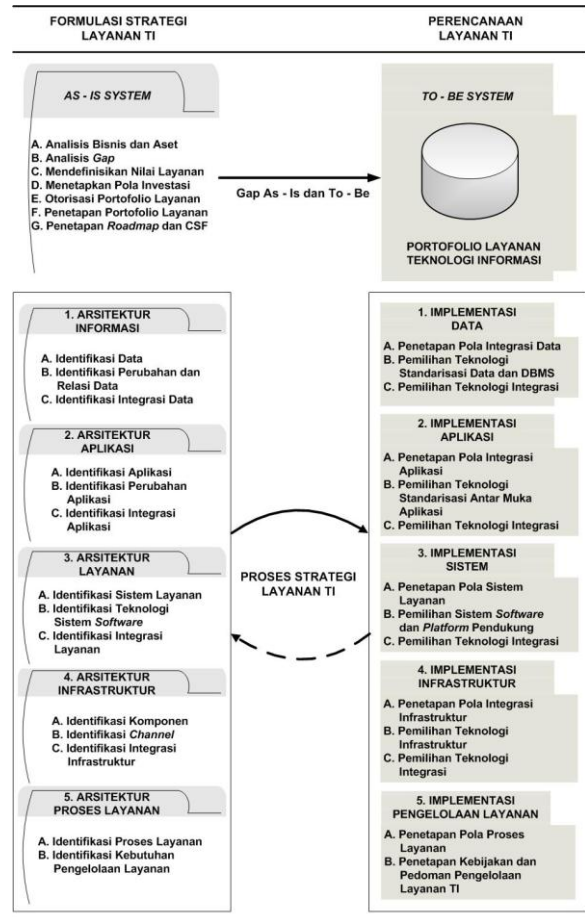 FORMULASI STRATEGI
LAYANAN TI
PERENCANAAN
LAYANAN TI
AS - IS SYSTEM
A. Analisis Bisnis dan Aset
B. Analisis Gap
C. Mendefinisikan Nilai Layanan
D. Menetapkan Pola Investasi
E. Otorisasi Portofolio Layanan
F. Penetapan Portofolio Layanan
G. Penetapan Roadmap dan CSF
Gap As - Is dan To - Be
TO - BE SYSTEM
PORTOFOLIO LAYANAN
TEKNOLOGI INFORMASI
1. ARSITEKTUR
INFORMASI
A. Identifikasi Data
B. Identifikasi Perubahan dan
Relasi Data
C. Identifikasi Integrasi Data
2. ARSITEKTUR
APLIKASI
A. Identifikasi Aplikasi
B. Identifikasi Perubahan
Aplikasi
C. Identifikasi Integrasi
Aplikasi
3. ARSITEKTUR
LAYANAN
A. Identifikasi Sistem Layanan
B. Identifikasi Teknologi
Sistem Software
C. Identifikasi Integrasi
Layanan
4. ARSITEKTUR
INFRASTRUKTUR
A. Identifikasi Komponen
B. Identifikasi Channel
C. Identifikasi Integrasi
Infrastruktur
5. ARSITEKTUR
PROSES LAYANAN
A. Identifikasi Proses Layanan
B. Identifikasi Kebutuhan
Pengelolaan Layanan
PROSES STRATEGI
LAYANAN TI
1. IMPLEMENTASI
DATA
A. Penetapan Pola Integrasi Data
B. Pemilihan Teknologi
Standarisasi Data dan DBMS
C. Pemilihan Teknologi Integrasi
2. IMPLEMENTASI
APLIKASI
A. Penetapan Pola Integrasi
Aplikasi
B. Pemilihan Teknologi
Standarisasi Antar Muka
Aplikasi
C. Pemilihan Teknologi Integrasi
3. IMPLEMENTASI
SISTEM
A. Penetapan Pola Sistem
Layanan
B. Pemilihan Sistem Software
dan Platform Pendukung
C. Pemilihan Teknologi Integrasi
4. IMPLEMENTASI
INFRASTRUKTUR
A. Penetapan Pola Integrasi
Infrastruktur
B. Pemilihan Teknologi
Infrastruktur
C. Pemilihan Teknologi
Integrasi
5. IMPLEMENTASI
PENGELOLAAN LAYANAN
A. Penetapan Pola Proses
Layanan
B. Penetapan Kebijakan dan
Pedoman Pengelolaan
Layanan TI